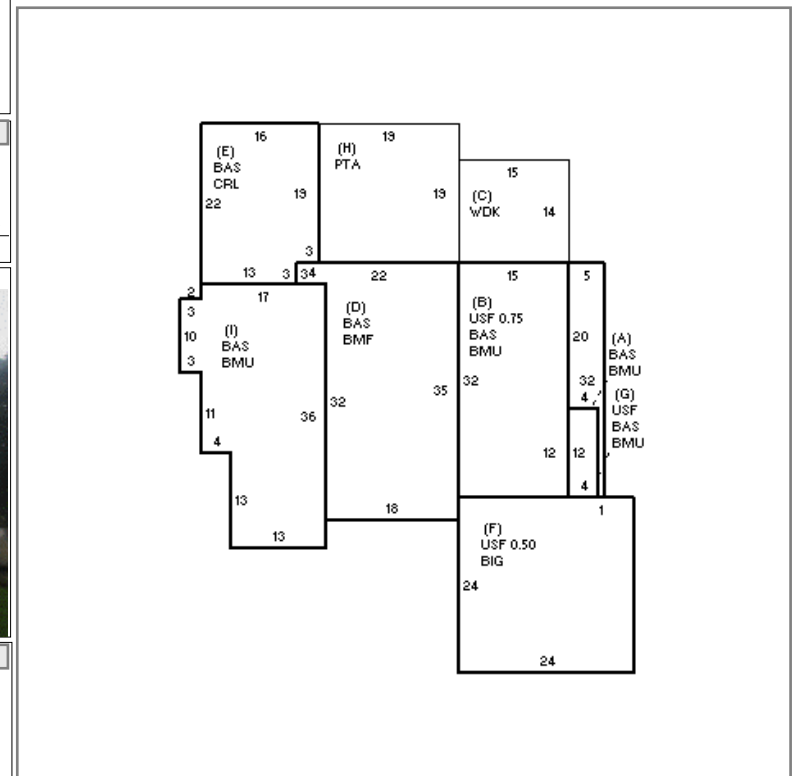 16
19
(E)
BAS
CRL
(H)
PTA
15
19
19
(C)
WDK
22
14
3
13
3
34
22
15
5
2
17
3
(I)
BAS
BMU
10
3
(D)
BAS
BMF
(B)
USF 0.75
BAS
BMU
20
(A)
BAS
BMU
32
35
32
32
4
(G)
USF
BAS
BMU
11
36
4
12
12
13
4
18
1
13
(F)
USF 0.50
BIG
24
24